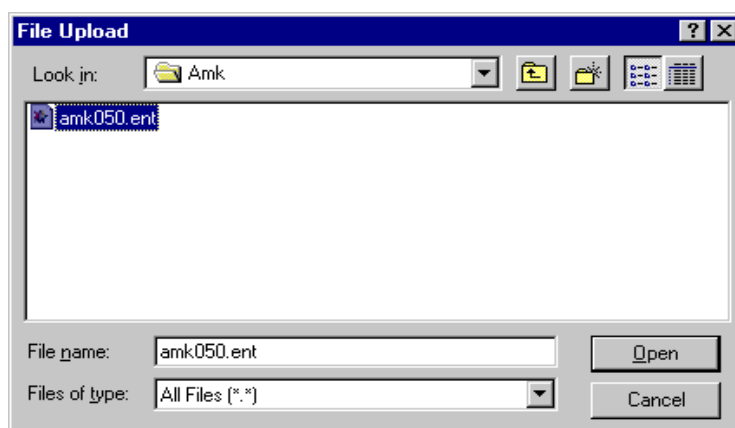 File Upload
Look in: Amk
amk050.ent
File name: amk050.ent Open
Files of type: All Files (*.*) Cancel